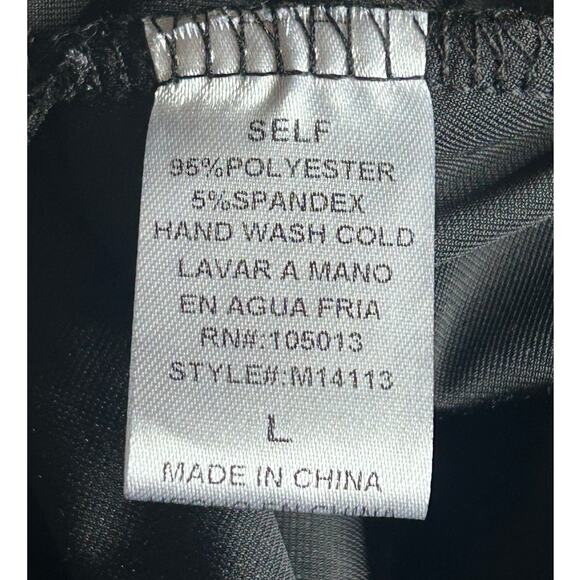 SELF
95%POLYESTER
5%SPANDEX
HAND WASH COLD
LAVAR A MANO
EN AGUA FRIA
RN#:105013
STYLE#:M14113
L
MADE IN CHINA